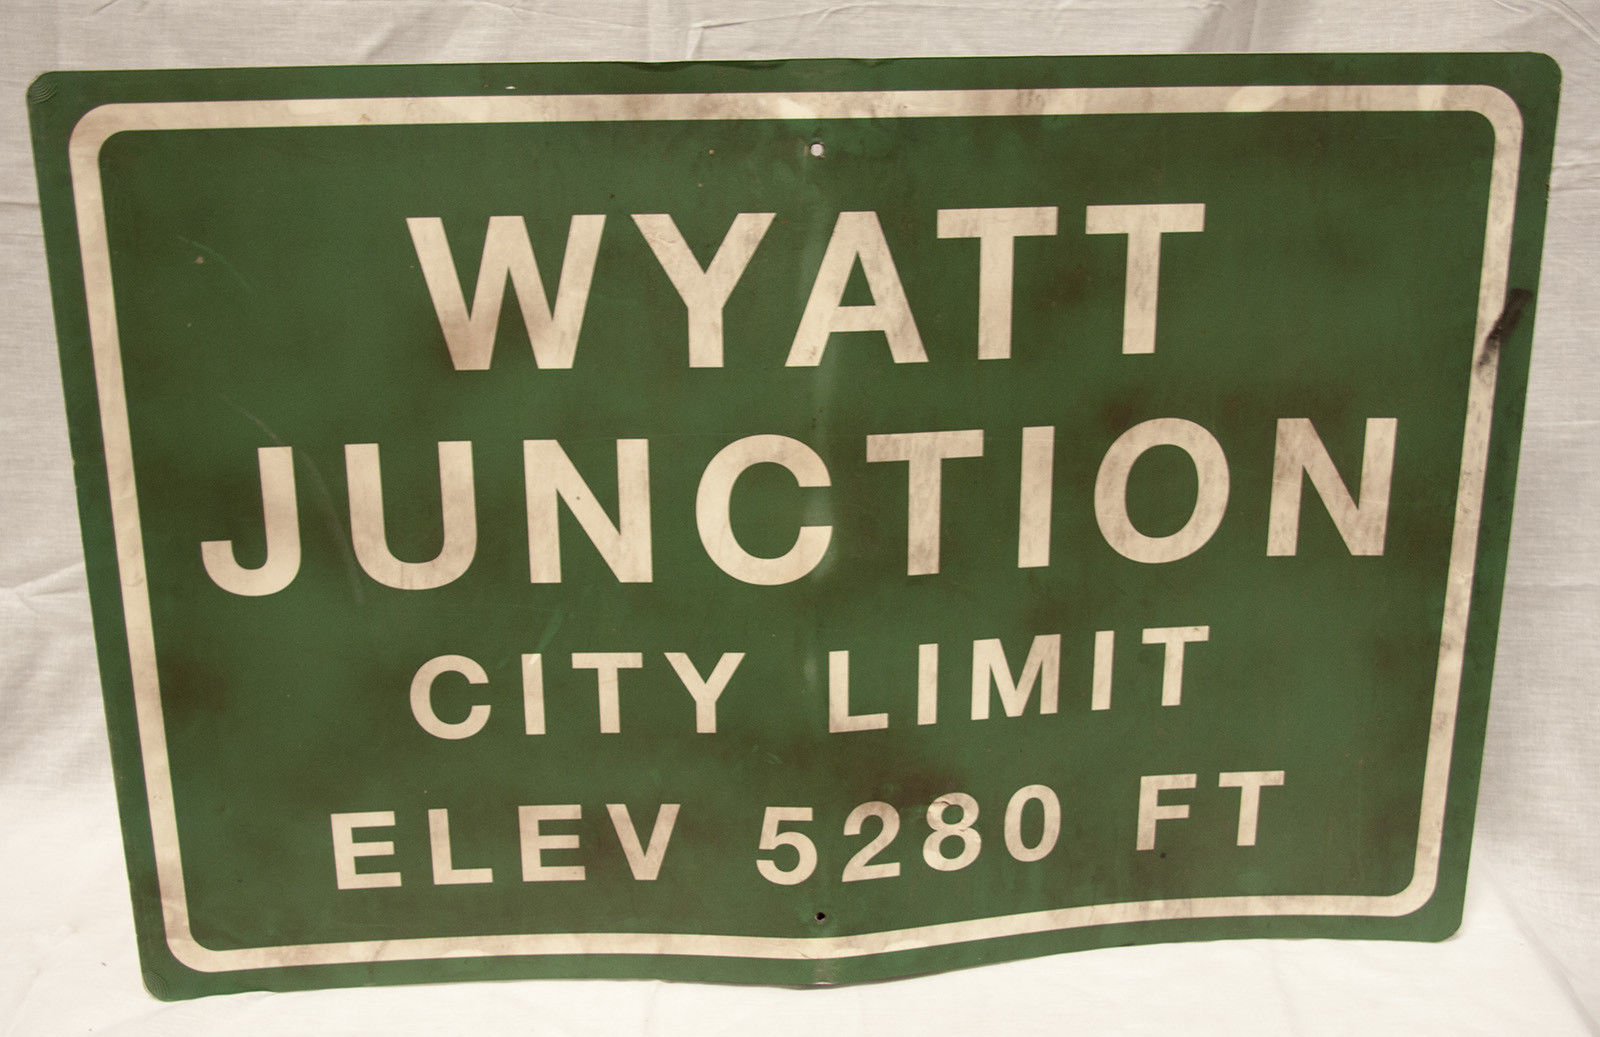 WYATT
JUNCTION
CITY LIMIT
ELEV 5280 FT